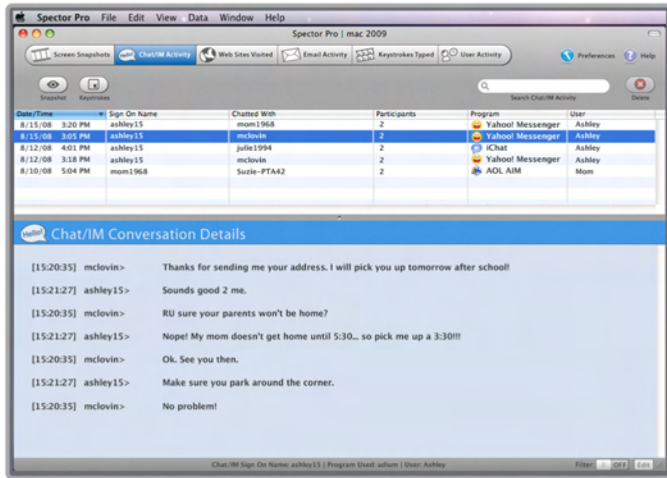 Spector Pro File Edit View Data Window Help
Spector Pro | mac 2009
Screen Snapshots Hello! Chat/IM Activity Web Sites Visited Email Activity Keystrokes Typed User Activity Preferences ? Help
Snapshot Keystrokes Search Chat/IM Activity Delete
Date/Time Sign On Name Chatted With Participants Program User
8/15/08 3:20 PM ashley15 mom1968 2 Yahoo! Messenger Ashley
8/15/08 3:05 PM ashley15 mclovin 2 Yahoo! Messenger Ashley
8/12/08 4:01 PM ashley15 julie1994 2 iChat Ashley
8/12/08 3:18 PM ashley15 mclovin 2 Yahoo! Messenger Ashley
8/10/08 5:04 PM mom1968 Suzie-PTA42 2 AOL AIM Mom
Hello! Chat/IM Conversation Details
[15:20:35] mclovin> Thanks for sending me your address. I will pick you up tomorrow after school!
[15:21:27] ashley15> Sounds good 2 me.
[15:20:35] mclovin> RU sure your parents won't be home?
[15:21:27] ashley15> Nope! My mom doesn't get home until 5:30... so pick me up a 3:30!!!
[15:20:35] mclovin> Ok. See you then.
[15:21:27] ashley15> Make sure you park around the corner.
[15:20:35] mclovin> No problem!
Chat/IM Sign On Name: ashley15 | Program Used: adium | User: Ashley Filter: OFF Edit